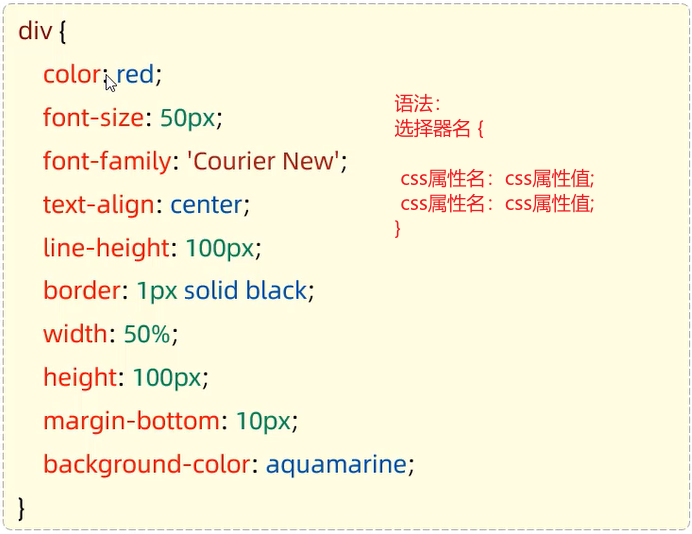 div {
color: red;
font-size: 50px;
font-family: 'Courier New';
text-align: center;
line-height: 100px;
border: 1px solid black;
width: 50%;
height: 100px;
margin-bottom: 10px;
background-color: aquamarine;
}
语法：
选择器名 {
css属性名：css属性值;
css属性名：css属性值;
}